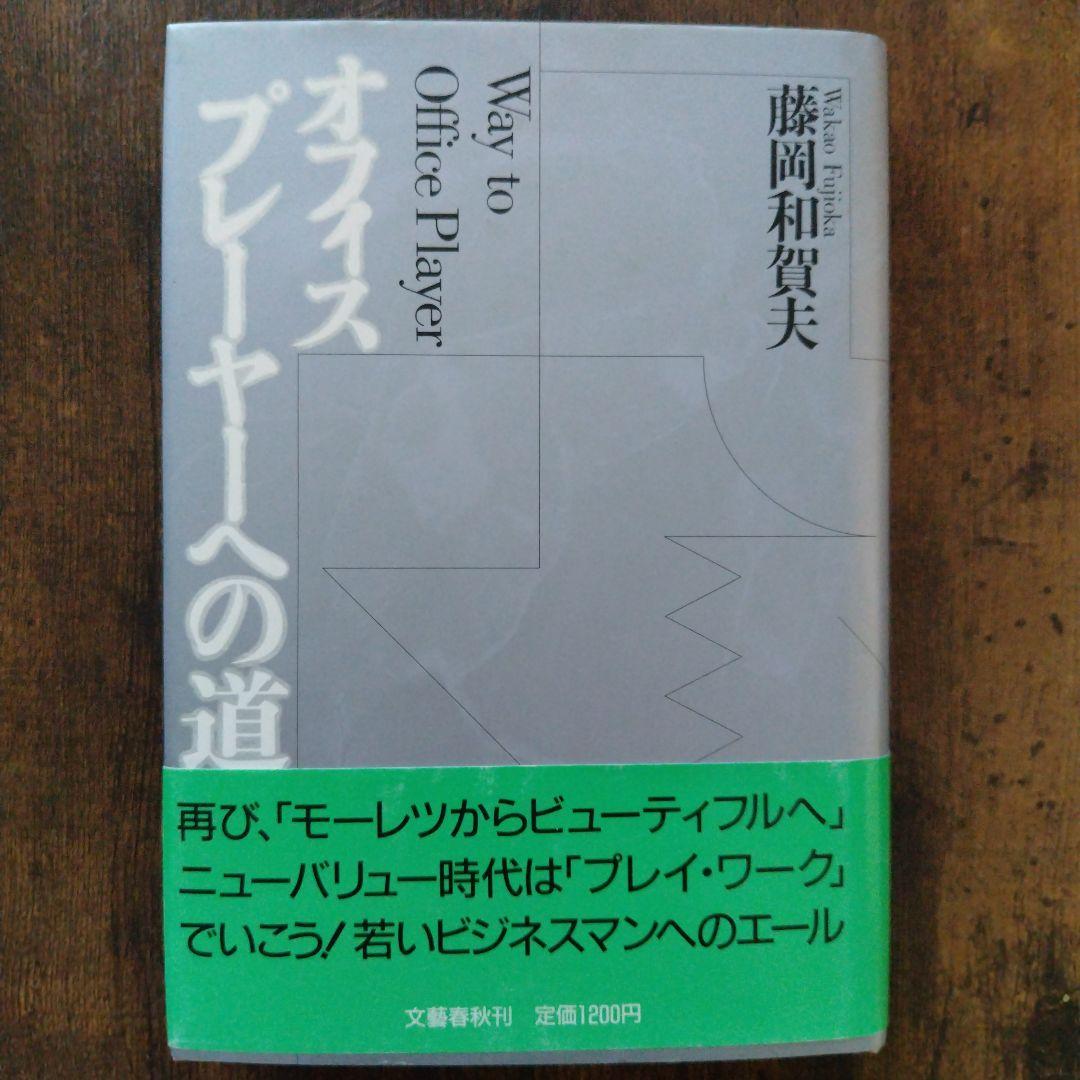 オフィス
プレーヤーへの道
Way to
Office Player
藤岡和賀夫
Wakao Fujioka
再び、「モーレツからビューティフルへ」
ニューバリュー時代は「プレイ・ワーク」
でいこう!若いビジネスマンへのエール
文藝春秋刊 定価1200円